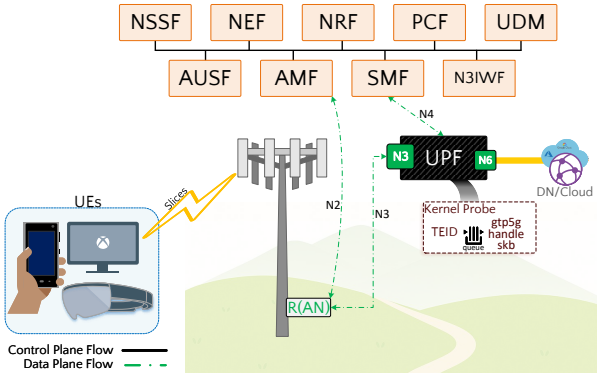 NSSF NEF NRF PCF UDM
AUSF AMF SMF N3IWF
N4
N3 UPF N6
DN/Cloud
Slices
N2
N3
Kernel Probe
TEID
queue
gtp5g
handle
skb
UEs
R(AN)
Control Plane Flow
Data Plane Flow